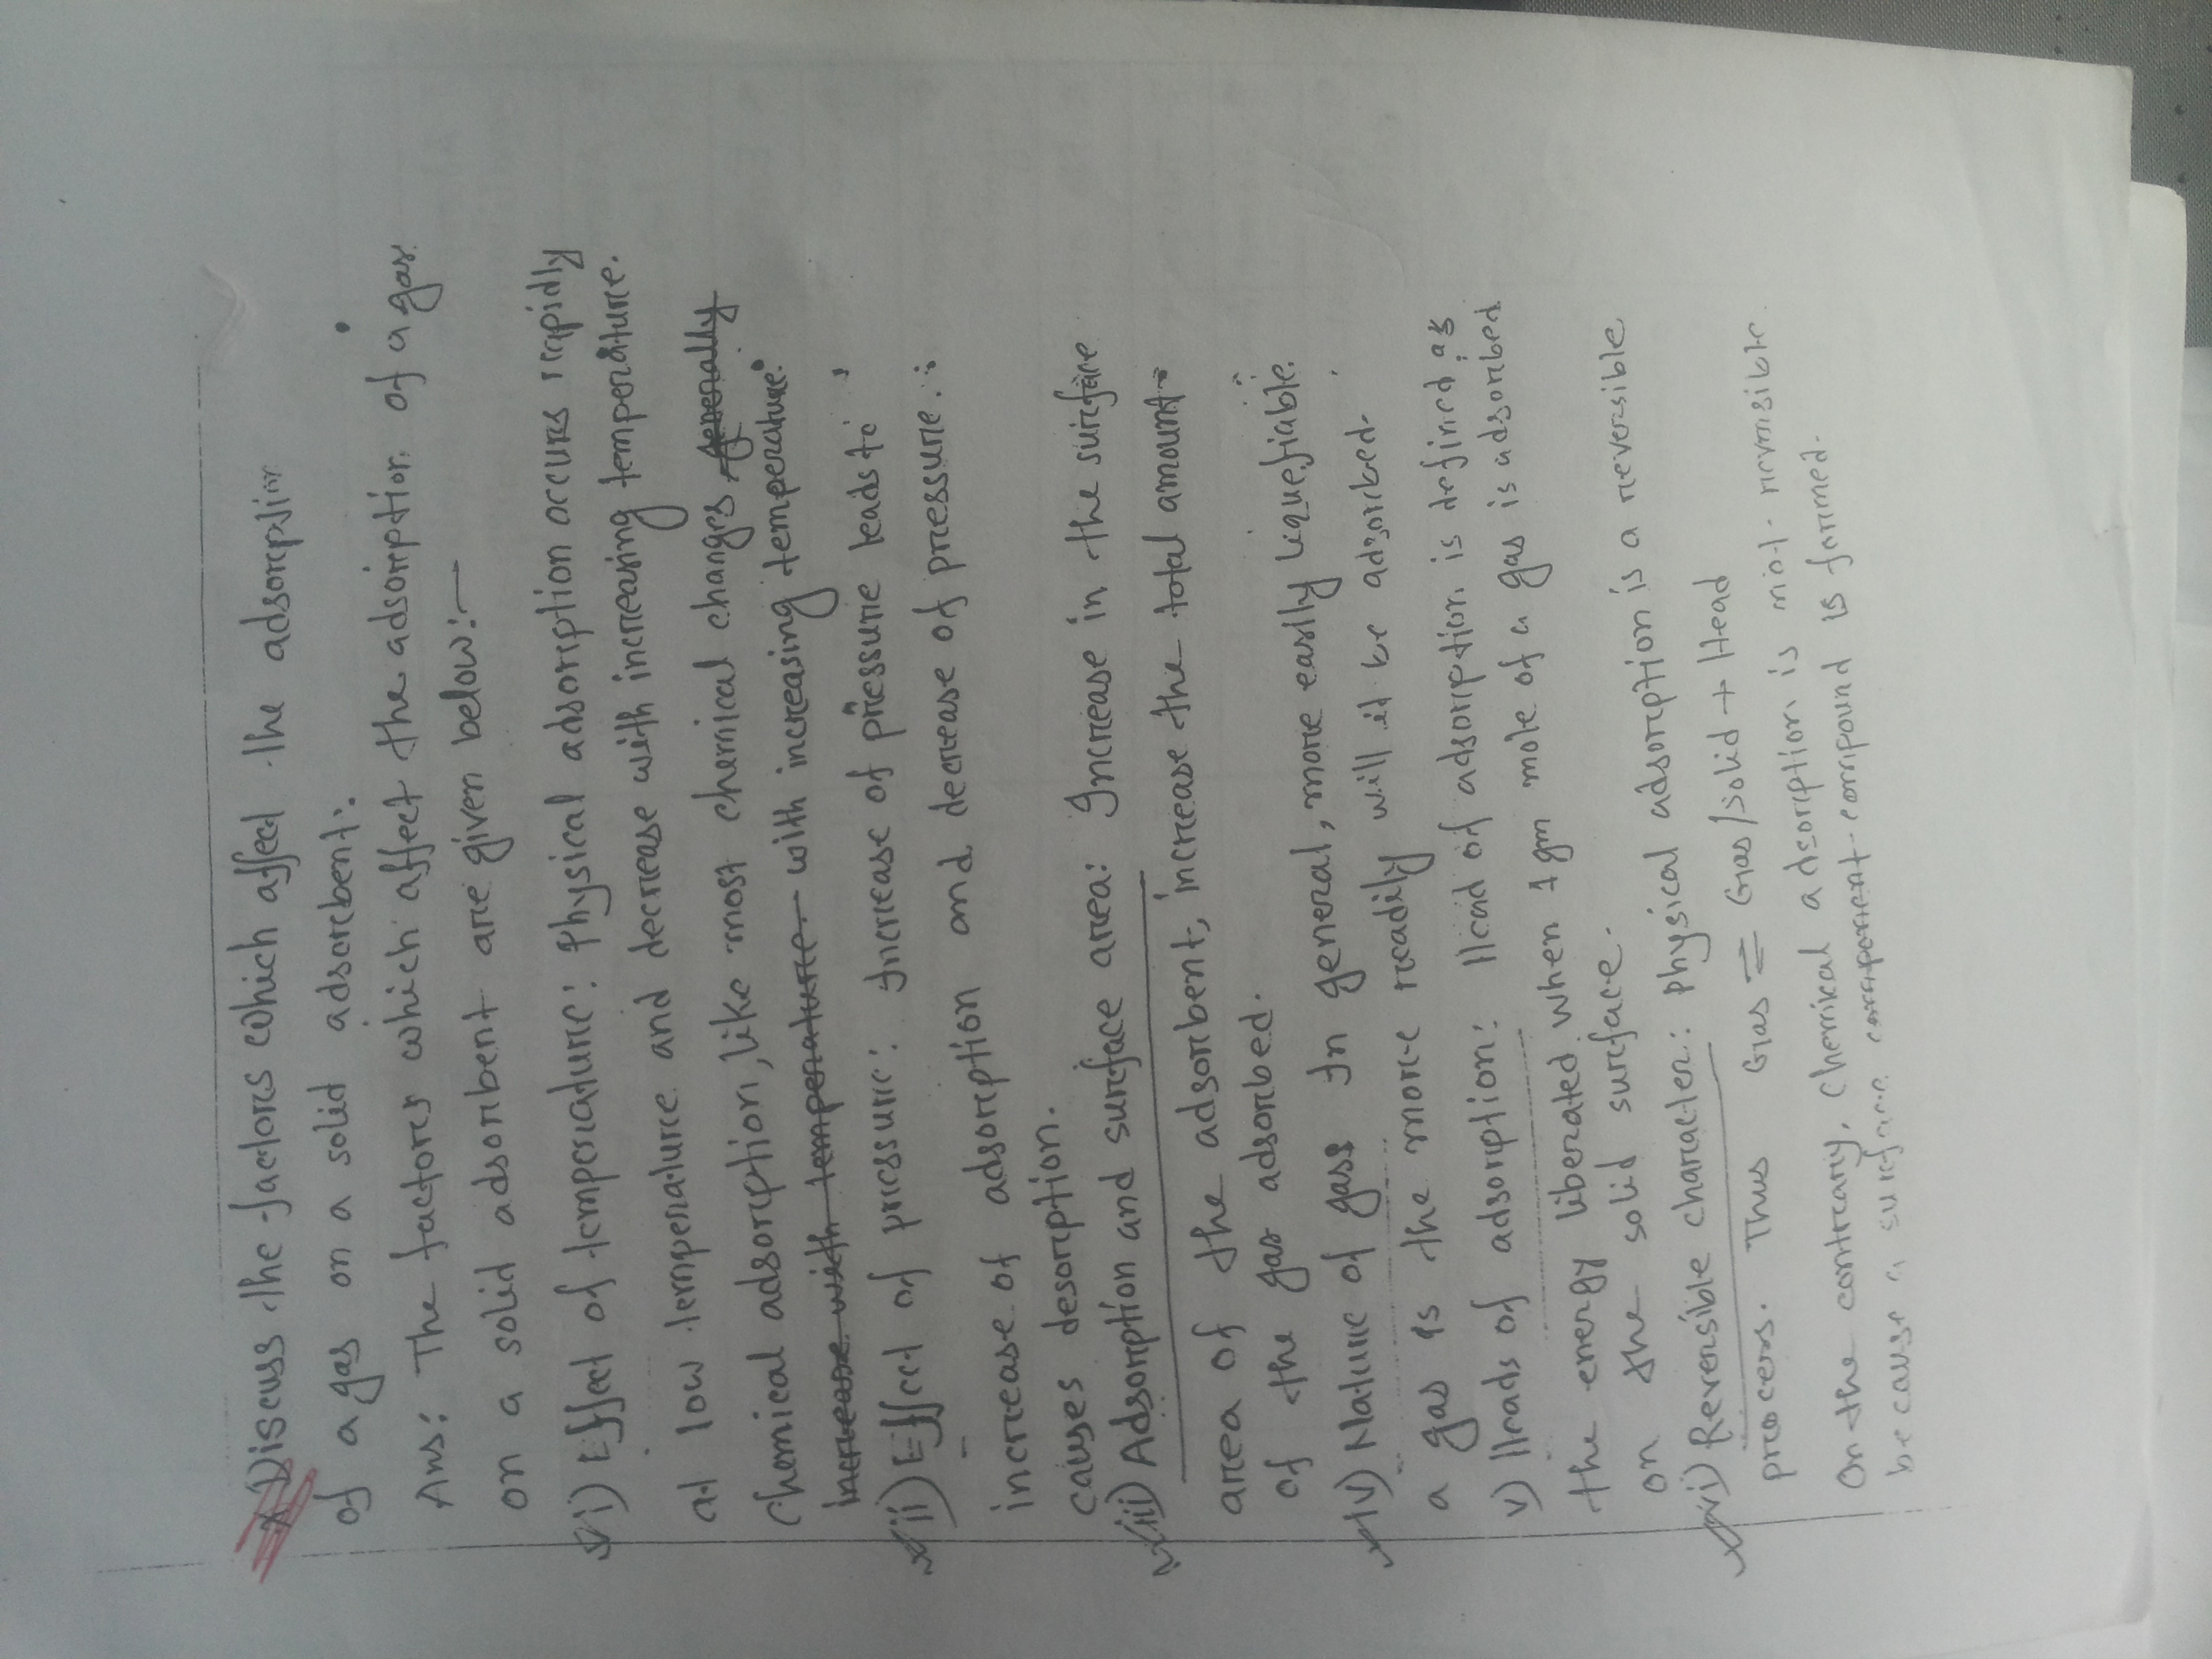 * Discuss the factors which affect the adsorption
of a gas on a solid adsorbent:
Ans: The factores which affect the adsorption of a gas
on a solid adsorbent are given below:—
i) Effect of temperature: Physical adsorption occurs rapidly
at low temperature and decrease with increasing temperature.
Chemical adsorption, like most chemical changes generally
increase with temperature with increasing temperature.
ii) Effect of pressure: Increase of pressure leads to
increase of adsorption and decrease of pressure
causes desorption.
iii) Adsorption and surface area: Increase in the surface
area of the adsorbent, increase the total amount
of the gas adsorbed.
iv) Nature of gas: In general, more easily liquefiable
a gas is the more readily will it be adsorbed.
v) Heads of adsorption: Head of adsorption is defined as
the energy liberated when 1 gm mole of a gas is adsorbed
on the solid surface.
vi) Reversible character: physical adsorption is a reversible
process. Thus Gas ⇌ Gas/solid + Head
On the contrary, chemical adsorption is not reversible
because a surface component compound is formed.